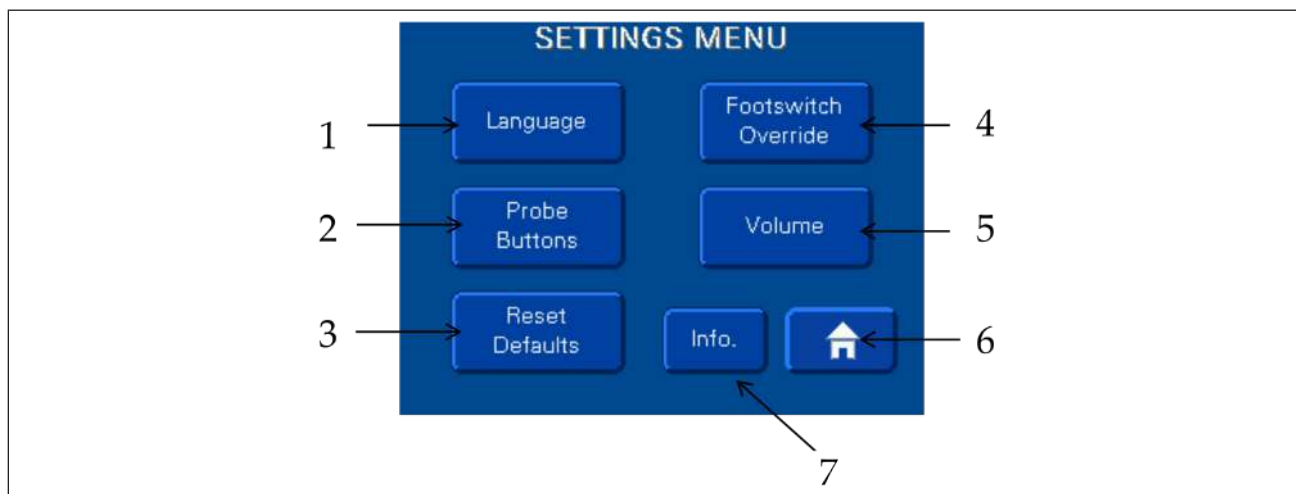 SETTINGS MENU
1
Language
Footswitch
Override
4
2
Probe
Buttons
Volume
5
3
Reset
Defaults
Info.
6
7